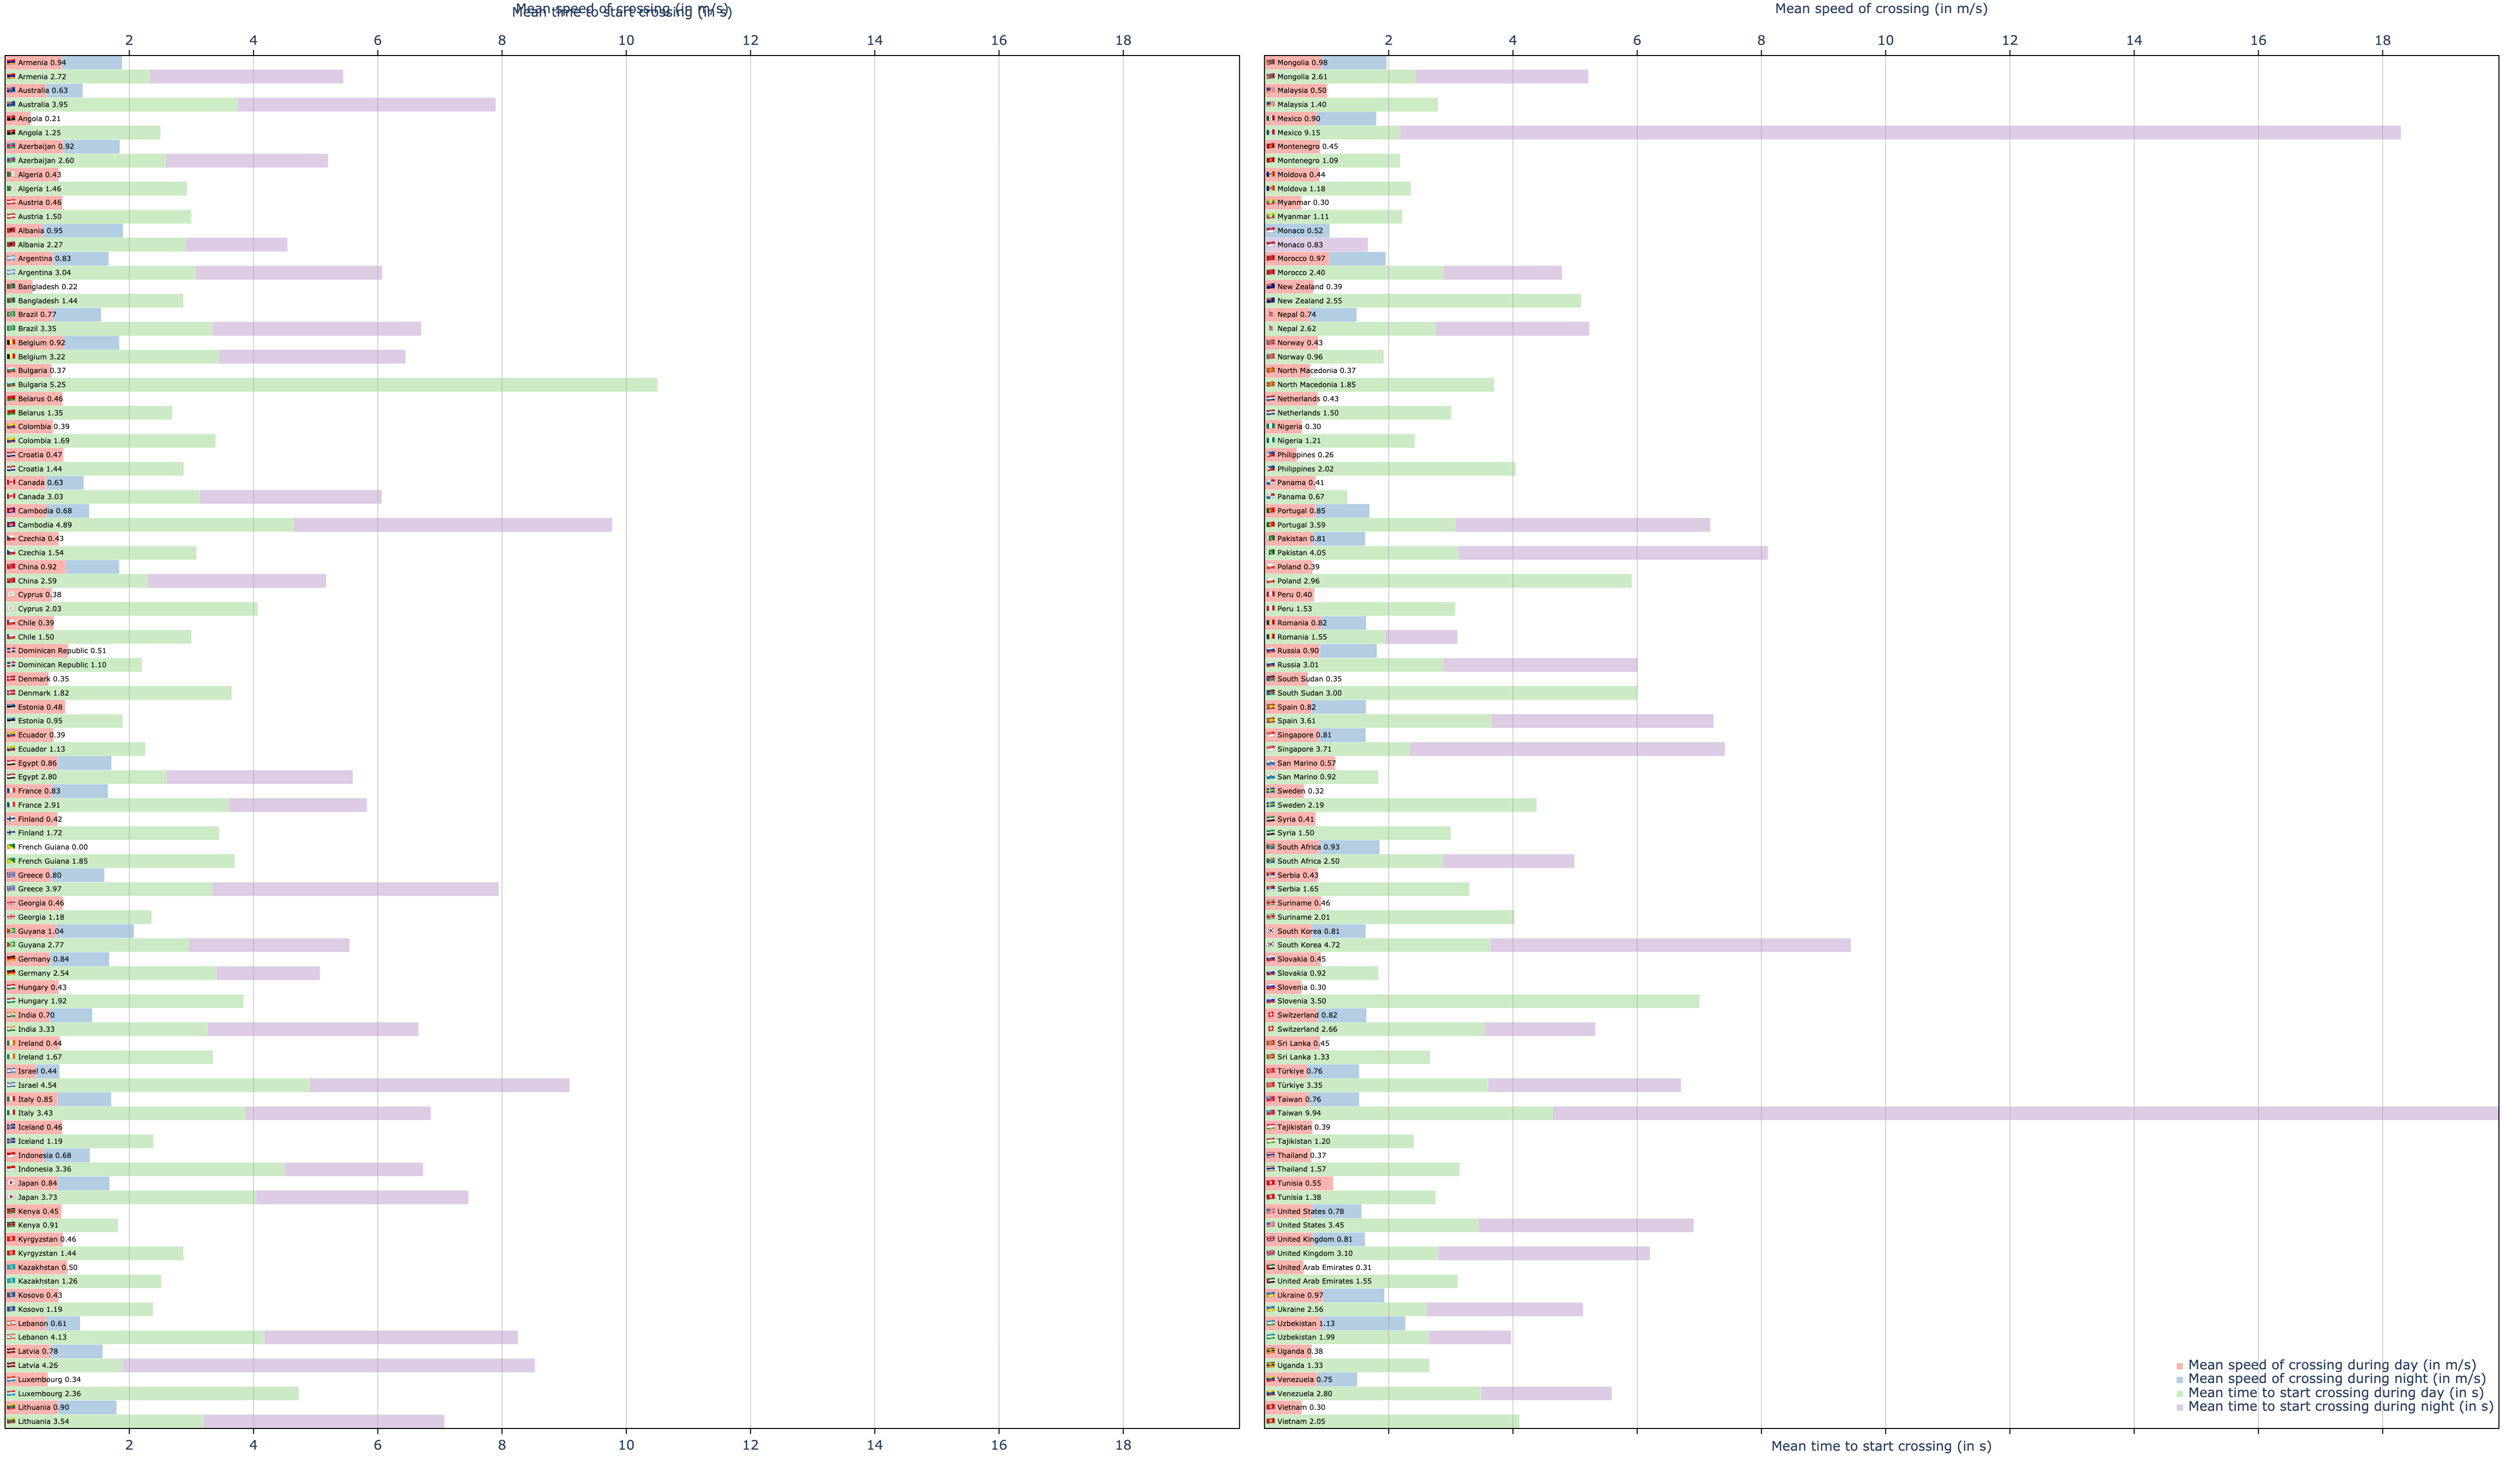 Mean speed of crossing (in m/s)
Mean time to start crossing (in s)
2 4 6 8 10 12 14 16 18
Armenia 0.94
Armenia 2.72
Australia 0.63
Australia 3.95
Angola 0.21
Angola 1.25
Azerbaijan 0.92
Azerbaijan 2.60
Algeria 0.43
Algeria 1.46
Austria 0.46
Austria 1.50
Albania 0.95
Albania 2.27
Argentina 0.83
Argentina 3.04
Bangladesh 0.22
Bangladesh 1.44
Brazil 0.77
Brazil 3.35
Belgium 0.92
Belgium 3.22
Bulgaria 0.37
Bulgaria 5.25
Belarus 0.46
Belarus 1.35
Colombia 0.39
Colombia 1.69
Croatia 0.47
Croatia 1.44
Canada 0.63
Canada 3.03
Cambodia 0.68
Cambodia 4.89
Czechia 0.43
Czechia 1.54
China 0.92
China 2.59
Cyprus 0.38
Cyprus 2.03
Chile 0.39
Chile 1.50
Dominican Republic 0.51
Dominican Republic 1.10
Denmark 0.35
Denmark 1.82
Estonia 0.48
Estonia 0.95
Ecuador 0.39
Ecuador 1.13
Egypt 0.86
Egypt 2.80
France 0.83
France 2.91
Finland 0.42
Finland 1.72
French Guiana 0.00
French Guiana 1.85
Greece 0.80
Greece 3.97
Georgia 0.46
Georgia 1.18
Guyana 1.04
Guyana 2.77
Germany 0.84
Germany 2.54
Hungary 0.43
Hungary 1.92
India 0.70
India 3.33
Ireland 0.44
Ireland 1.67
Israel 0.44
Israel 4.54
Italy 0.85
Italy 3.43
Iceland 0.46
Iceland 1.19
Indonesia 0.68
Indonesia 3.36
Japan 0.84
Japan 3.73
Kenya 0.45
Kenya 0.91
Kyrgyzstan 0.46
Kyrgyzstan 1.44
Kazakhstan 0.50
Kazakhstan 1.26
Kosovo 0.43
Kosovo 1.19
Lebanon 0.61
Lebanon 4.13
Latvia 0.78
Latvia 4.26
Luxembourg 0.34
Luxembourg 2.36
Lithuania 0.90
Lithuania 3.54
2 4 6 8 10 12 14 16 18
Mean speed of crossing (in m/s)
2 4 6 8 10 12 14 16 18
Mongolia 0.98
Mongolia 2.61
Malaysia 0.50
Malaysia 1.40
Mexico 0.90
Mexico 9.15
Montenegro 0.45
Montenegro 1.09
Moldova 0.44
Moldova 1.18
Myanmar 0.30
Myanmar 1.11
Monaco 0.52
Monaco 0.83
Morocco 0.97
Morocco 2.40
New Zealand 0.39
New Zealand 2.55
Nepal 0.74
Nepal 2.62
Norway 0.43
Norway 0.96
North Macedonia 0.37
North Macedonia 1.85
Netherlands 0.43
Netherlands 1.50
Nigeria 0.30
Nigeria 1.21
Philippines 0.26
Philippines 2.02
Panama 0.41
Panama 0.67
Portugal 0.85
Portugal 3.59
Pakistan 0.81
Pakistan 4.05
Poland 0.39
Poland 2.96
Peru 0.40
Peru 1.53
Romania 0.82
Romania 1.55
Russia 0.90
Russia 3.01
South Sudan 0.35
South Sudan 3.00
Spain 0.82
Spain 3.61
Singapore 0.81
Singapore 3.71
San Marino 0.57
San Marino 0.92
Sweden 0.32
Sweden 2.19
Syria 0.41
Syria 1.50
South Africa 0.93
South Africa 2.50
Serbia 0.43
Serbia 1.65
Suriname 0.46
Suriname 2.01
South Korea 0.81
South Korea 4.72
Slovakia 0.45
Slovakia 0.92
Slovenia 0.30
Slovenia 3.50
Switzerland 0.82
Switzerland 2.66
Sri Lanka 0.45
Sri Lanka 1.33
Türkiye 0.76
Türkiye 3.35
Taiwan 0.76
Taiwan 9.94
Tajikistan 0.39
Tajikistan 1.20
Thailand 0.37
Thailand 1.57
Tunisia 0.55
Tunisia 1.38
United States 0.78
United States 3.45
United Kingdom 0.81
United Kingdom 3.10
United Arab Emirates 0.31
United Arab Emirates 1.55
Ukraine 0.97
Ukraine 2.56
Uzbekistan 1.13
Uzbekistan 1.99
Uganda 0.38
Uganda 1.33
Venezuela 0.75
Venezuela 2.80
Vietnam 0.30
Vietnam 2.05
Mean speed of crossing during day (in m/s)
Mean speed of crossing during night (in m/s)
Mean time to start crossing during day (in s)
Mean time to start crossing during night (in s)
Mean time to start crossing (in s)